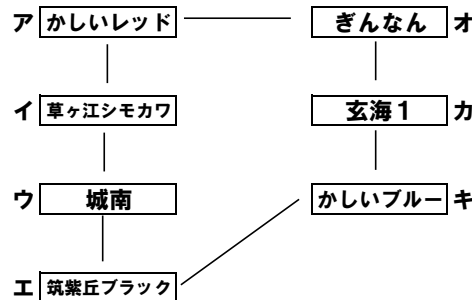 ア かしいレッド
ぎんなん オ
イ 草ヶ江シモカワ
玄海１ カ
ウ 城南
かしいブルー キ
エ 筑紫丘ブラック